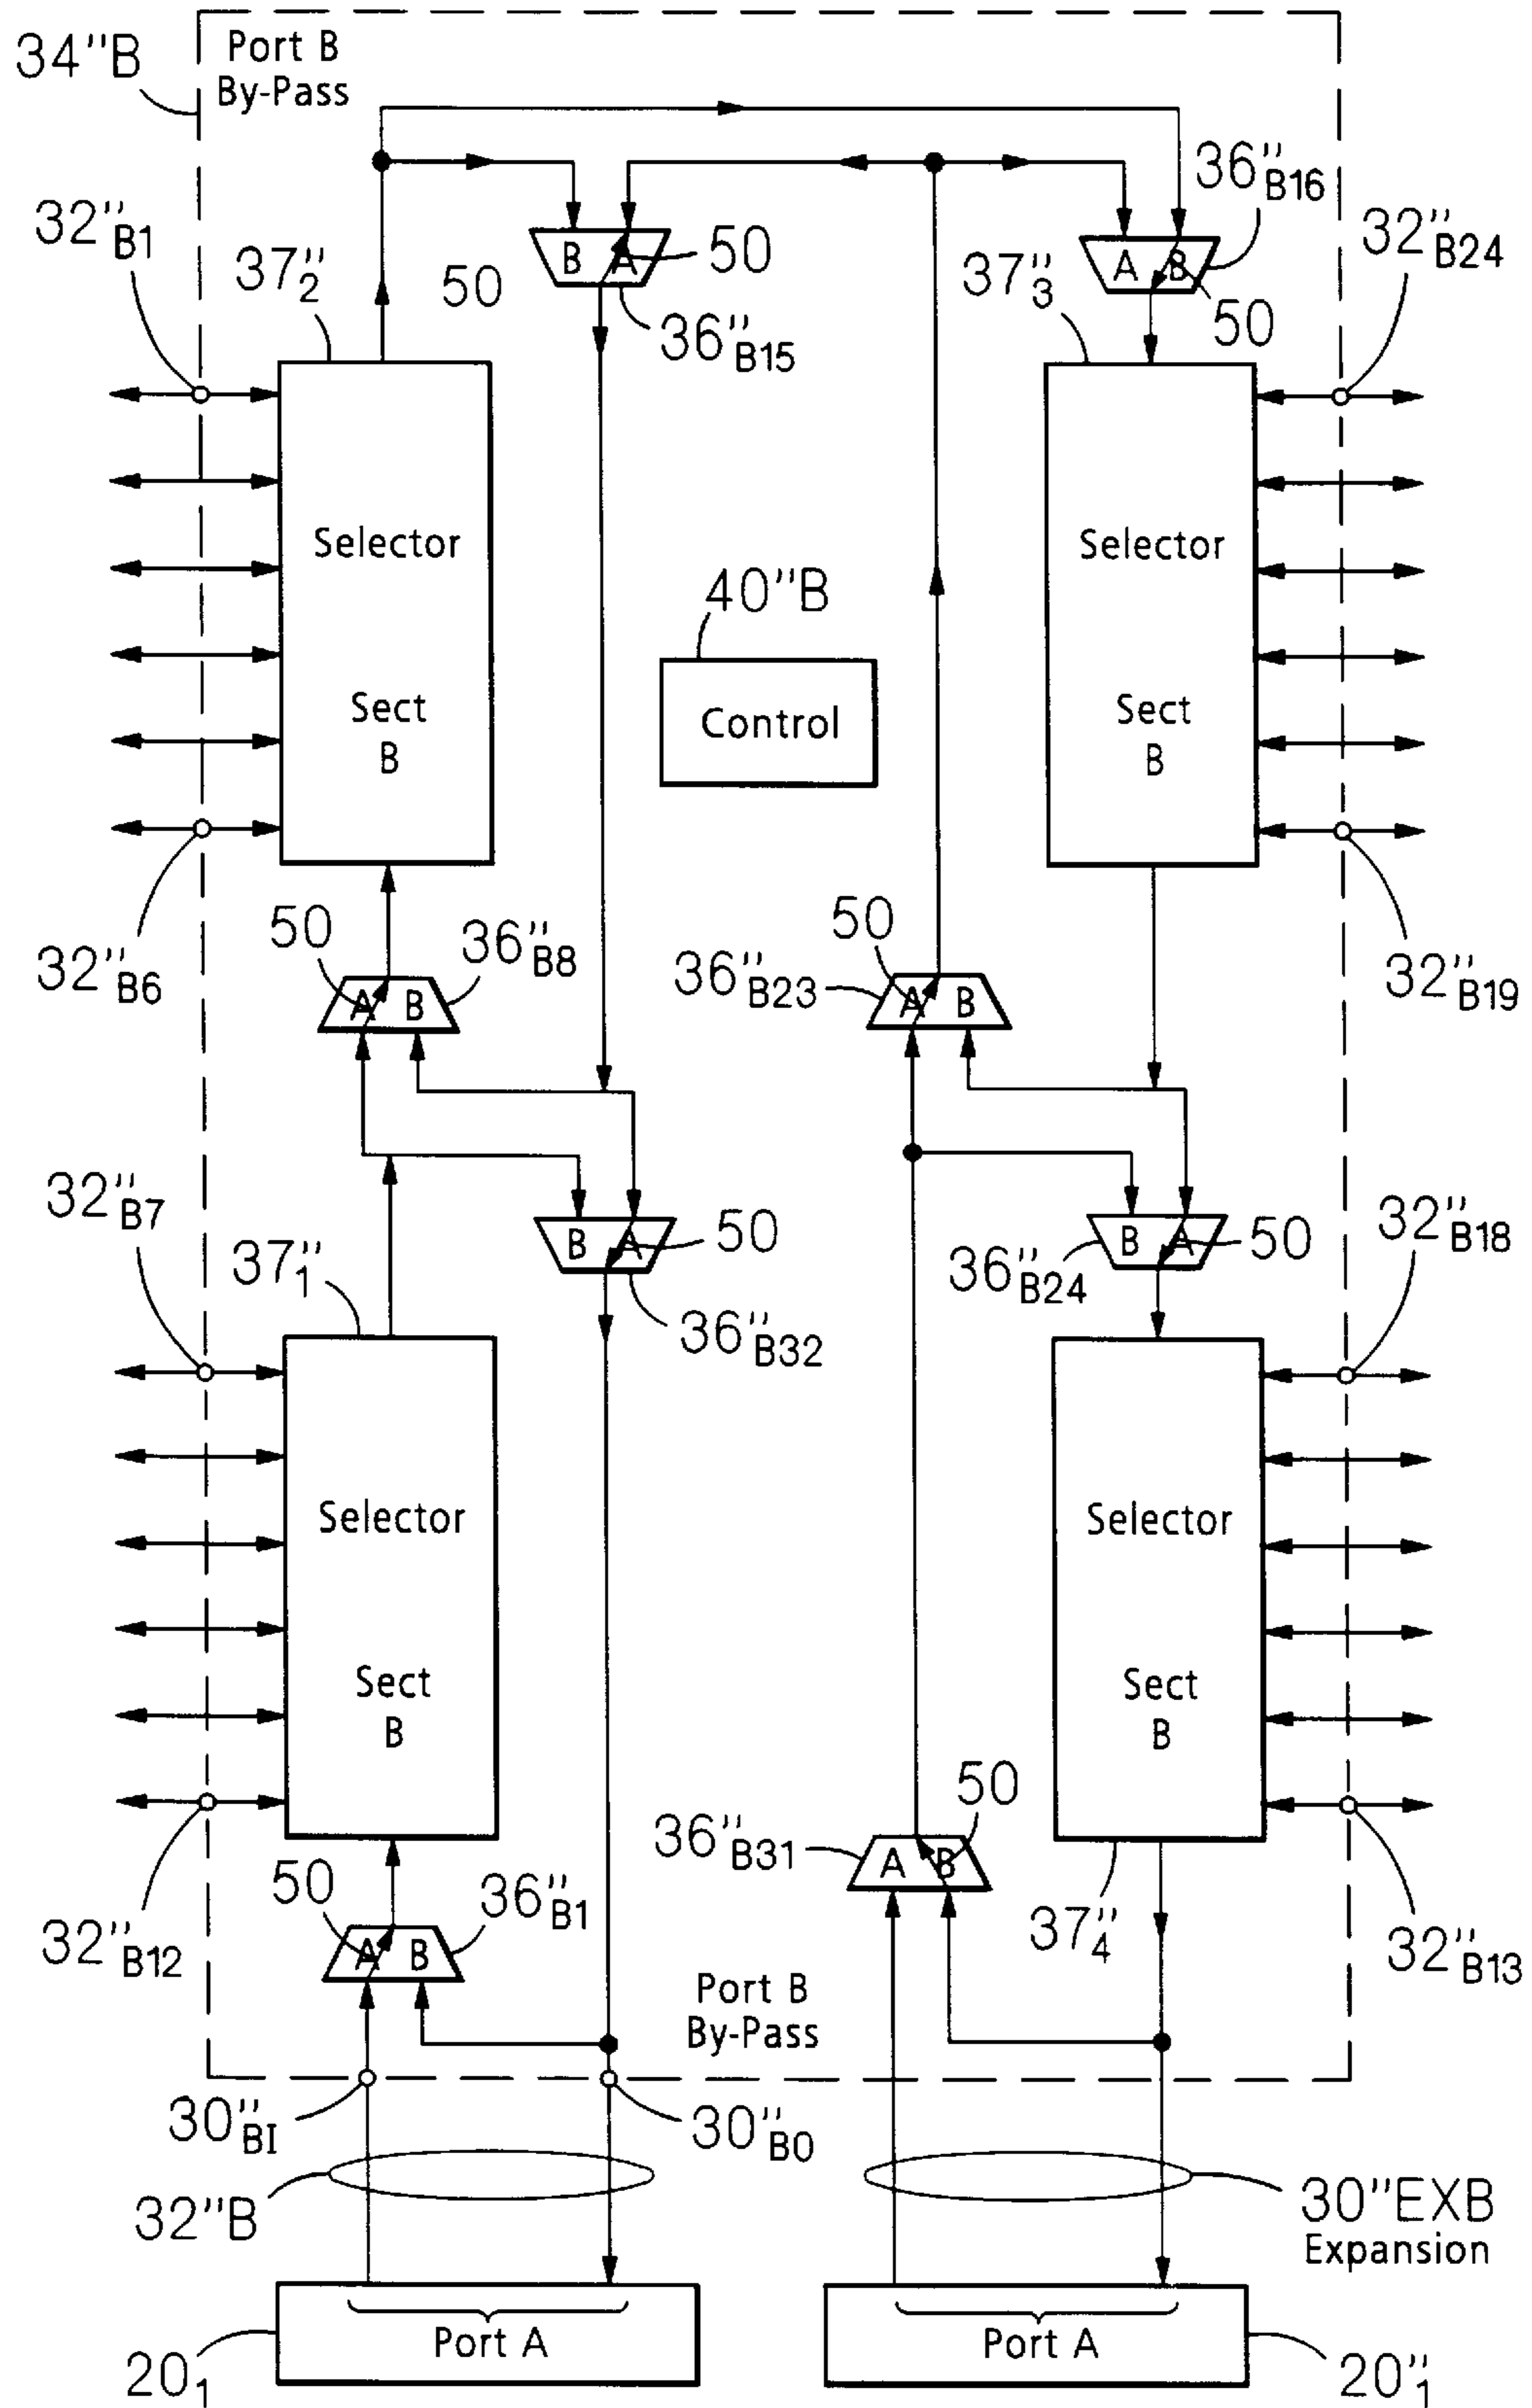 34"B
Port B
By-Pass
36"B16
32"B1
37"2
50
B A
50
36"B15
37"3
A B
50
32"B24
Selector
Sect
B
40"B
Control
Selector
Sect
B
32"B6
50
36"B8
A B
36"B23
50
A B
32"B19
32"B7
37"1
B A
50
36"B32
36"B24
B A
50
32"B18
Selector
Sect
B
Selector
Sect
B
32"B12
50
36"B1
A B
36"B31
50
A B
37"4
32"B13
Port B
By-Pass
30"BI
30"BO
32"B
30"EXB
Expansion
Port A
Port A
201
20"1